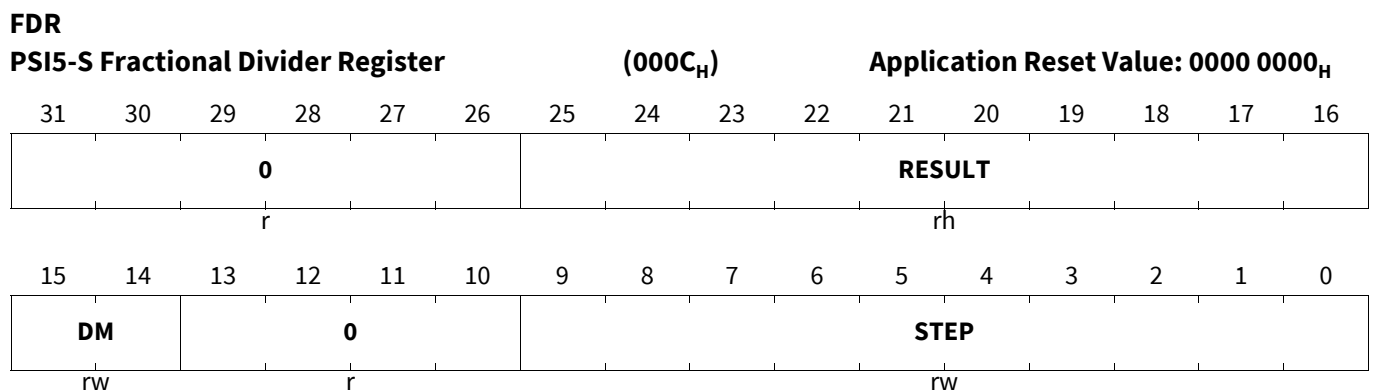 FDR
PSI5-S Fractional Divider Register (000CH) Application Reset Value: 0000 0000H
31 30 29 28 27 26 25 24 23 22 21 20 19 18 17 16
0 RESULT
r rh
15 14 13 12 11 10 9 8 7 6 5 4 3 2 1 0
DM 0 STEP
rw r rw